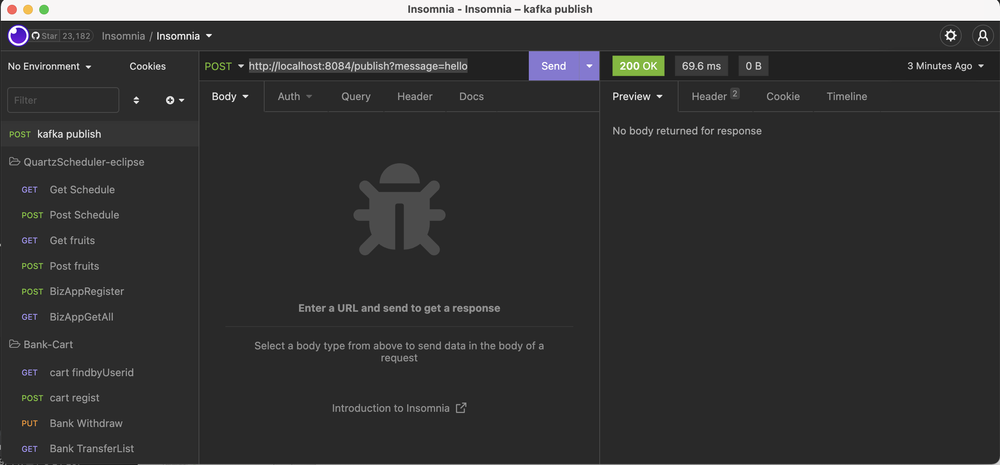 Insomnia - Insomnia – kafka publish
Star 23,182 Insomnia / Insomnia
No Environment Cookies
Filter
POST kafka publish
QuartzScheduler-eclipse
GET Get Schedule
POST Post Schedule
GET Get fruits
POST Post fruits
POST BizAppRegister
GET BizAppGetAll
Bank-Cart
GET cart findbyUserid
POST cart regist
PUT Bank Withdraw
GET Bank TransferList
POST http://localhost:8084/publish?message=hello Send
Body Auth Query Header Docs
Enter a URL and send to get a response
Select a body type from above to send data in the body of a
request
Introduction to Insomnia
200 OK 69.6 ms 0 B 3 Minutes Ago
Preview Header 2 Cookie Timeline
No body returned for response